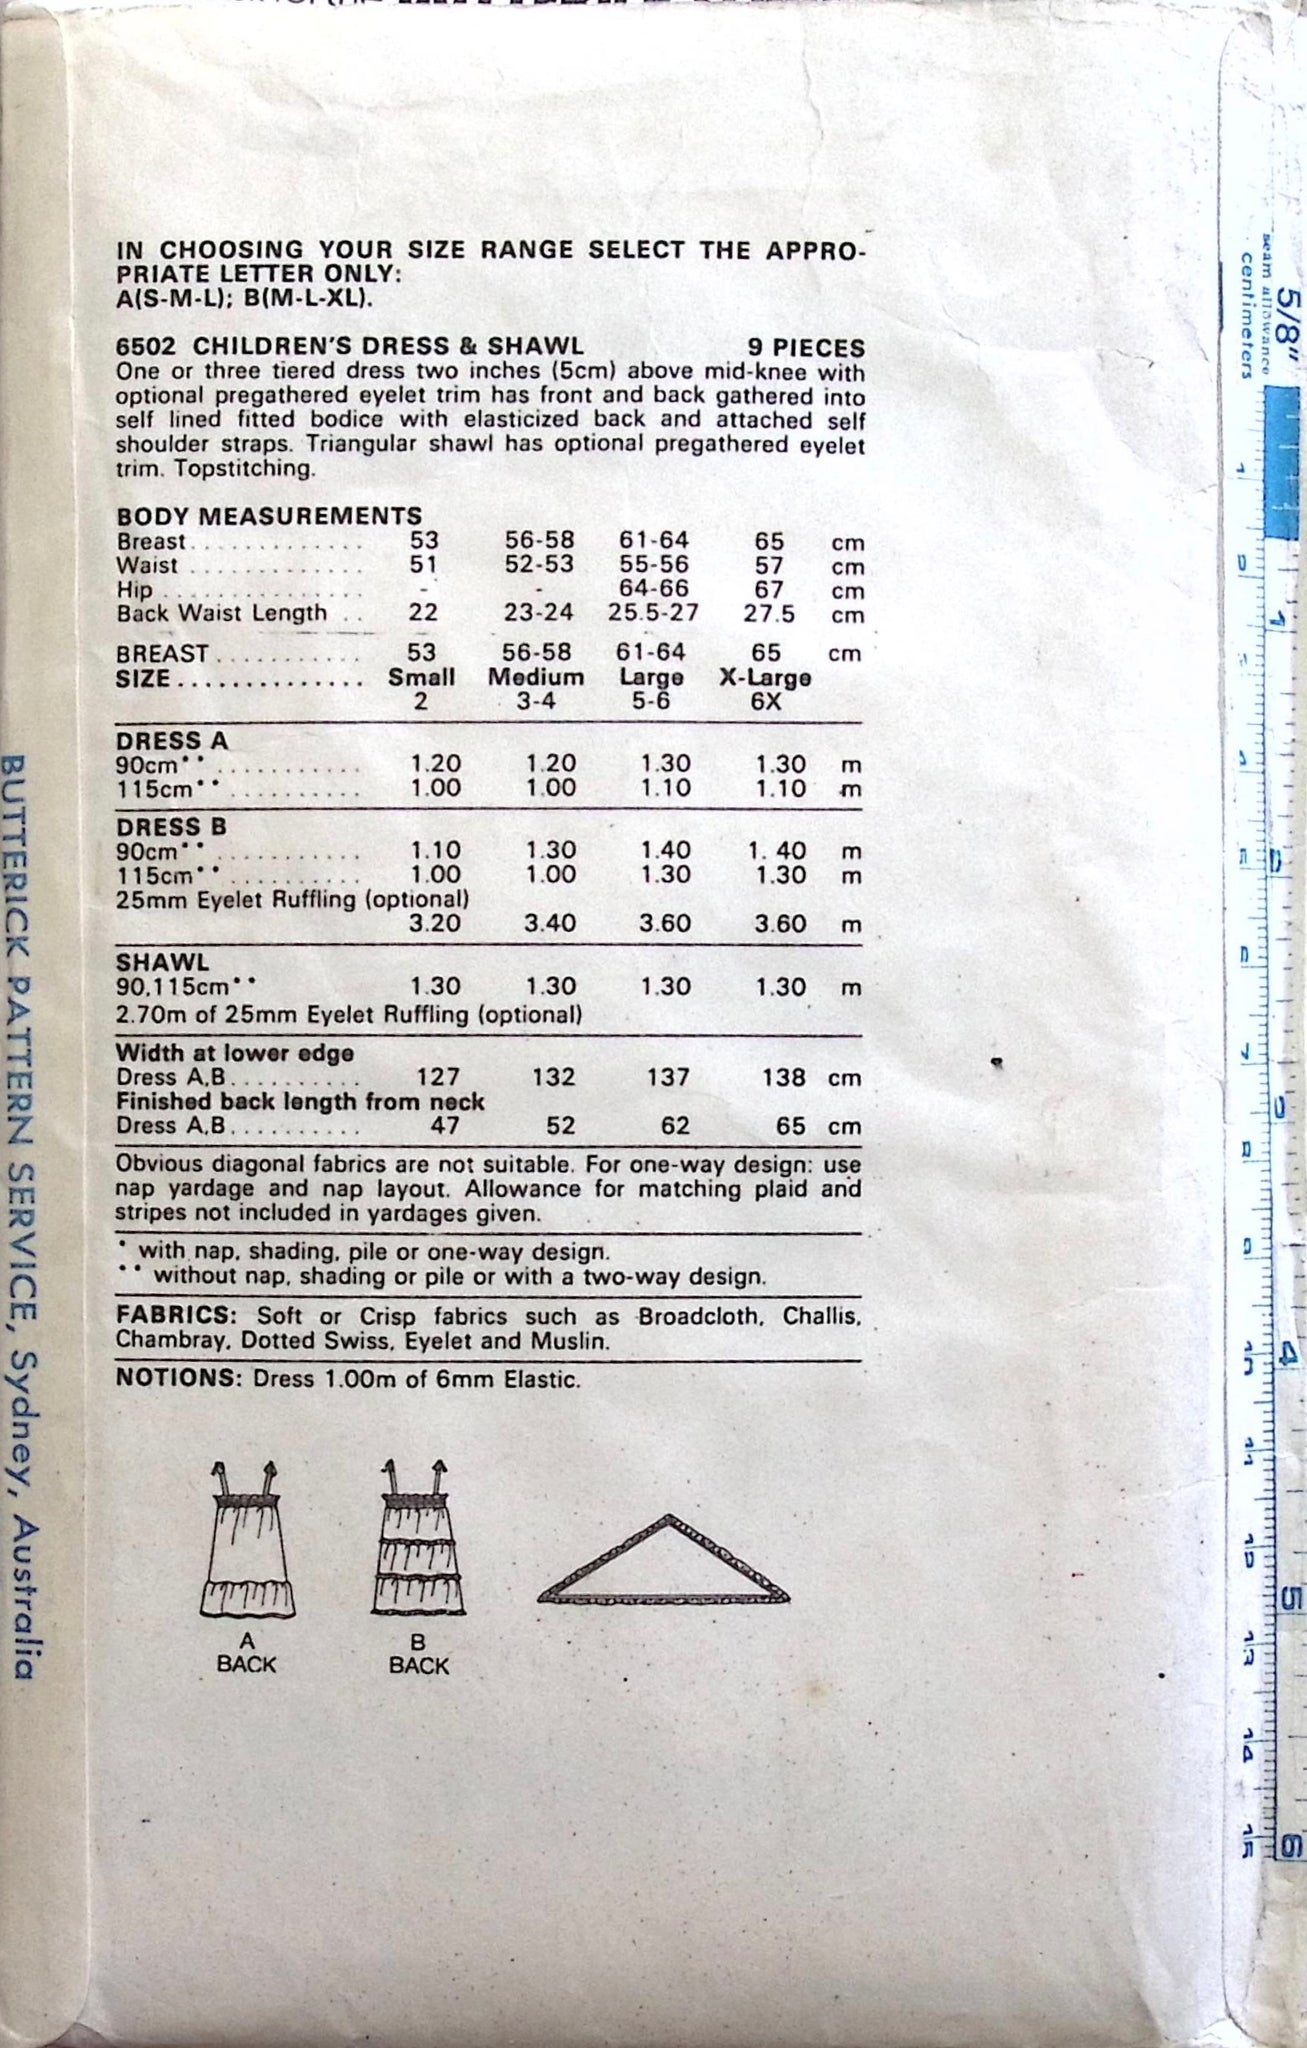 IN CHOOSING YOUR SIZE RANGE SELECT THE APPRO-
PRIATE LETTER ONLY:
A(S-M-L); B(M-L-XL).
6502 CHILDREN'S DRESS & SHAWL 9 PIECES
One or three tiered dress two inches (5cm) above mid-knee with
optional pregathered eyelet trim has front and back gathered into
self lined fitted bodice with elasticized back and attached self
shoulder straps. Triangular shawl has optional pregathered eyelet
trim. Topstitching.
BODY MEASUREMENTS
Breast............. 53 56-58 61-64 65 cm
Waist ............. 51 52-53 55-56 57 cm
Hip ............... - - 64-66 67 cm
Back Waist Length .. 22 23-24 25.5-27 27.5 cm
BREAST........... 53 56-58 61-64 65 cm
SIZE.............. Small Medium Large X-Large
2 3-4 5-6 6X
DRESS A
90cm** ........... 1.20 1.20 1.30 1.30 m
115cm** .......... 1.00 1.00 1.10 1.10 m
DRESS B
90cm** ........... 1.10 1.30 1.40 1.40 m
115cm** .......... 1.00 1.00 1.30 1.30 m
25mm Eyelet Ruffling (optional)
3.20 3.40 3.60 3.60 m
SHAWL
90,115cm** 1.30 1.30 1.30 1.30 m
2.70m of 25mm Eyelet Ruffling (optional)
Width at lower edge
Dress A,B.......... 127 132 137 138 cm
Finished back length from neck
Dress A,B.......... 47 52 62 65 cm
Obvious diagonal fabrics are not suitable. For one-way design: use
nap yardage and nap layout. Allowance for matching plaid and
stripes not included in yardages given.
* with nap, shading, pile or one-way design.
** without nap, shading or pile or with a two-way design.
FABRICS: Soft or Crisp fabrics such as Broadcloth, Challis,
Chambray, Dotted Swiss, Eyelet and Muslin.
NOTIONS: Dress 1.00m of 6mm Elastic.
A
BACK
B
BACK
BUTTERICK PATTERN SERVICE, Sydney, Australia
5/8"
seam allowance
centimeters
1
2
3
4
5
6
7
8
9
10
11
12
13
14
15
1
2
3
4
5
6